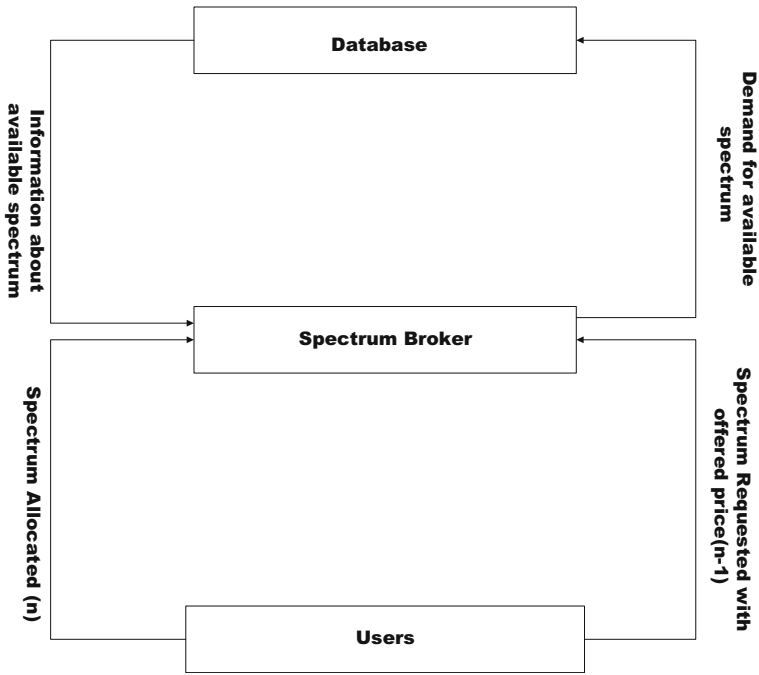 Database
Information about
available spectrum
Demand for available
spectrum
Spectrum Broker
Spectrum Allocated (n)
Spectrum Requested with
offered price(n-1)
Users